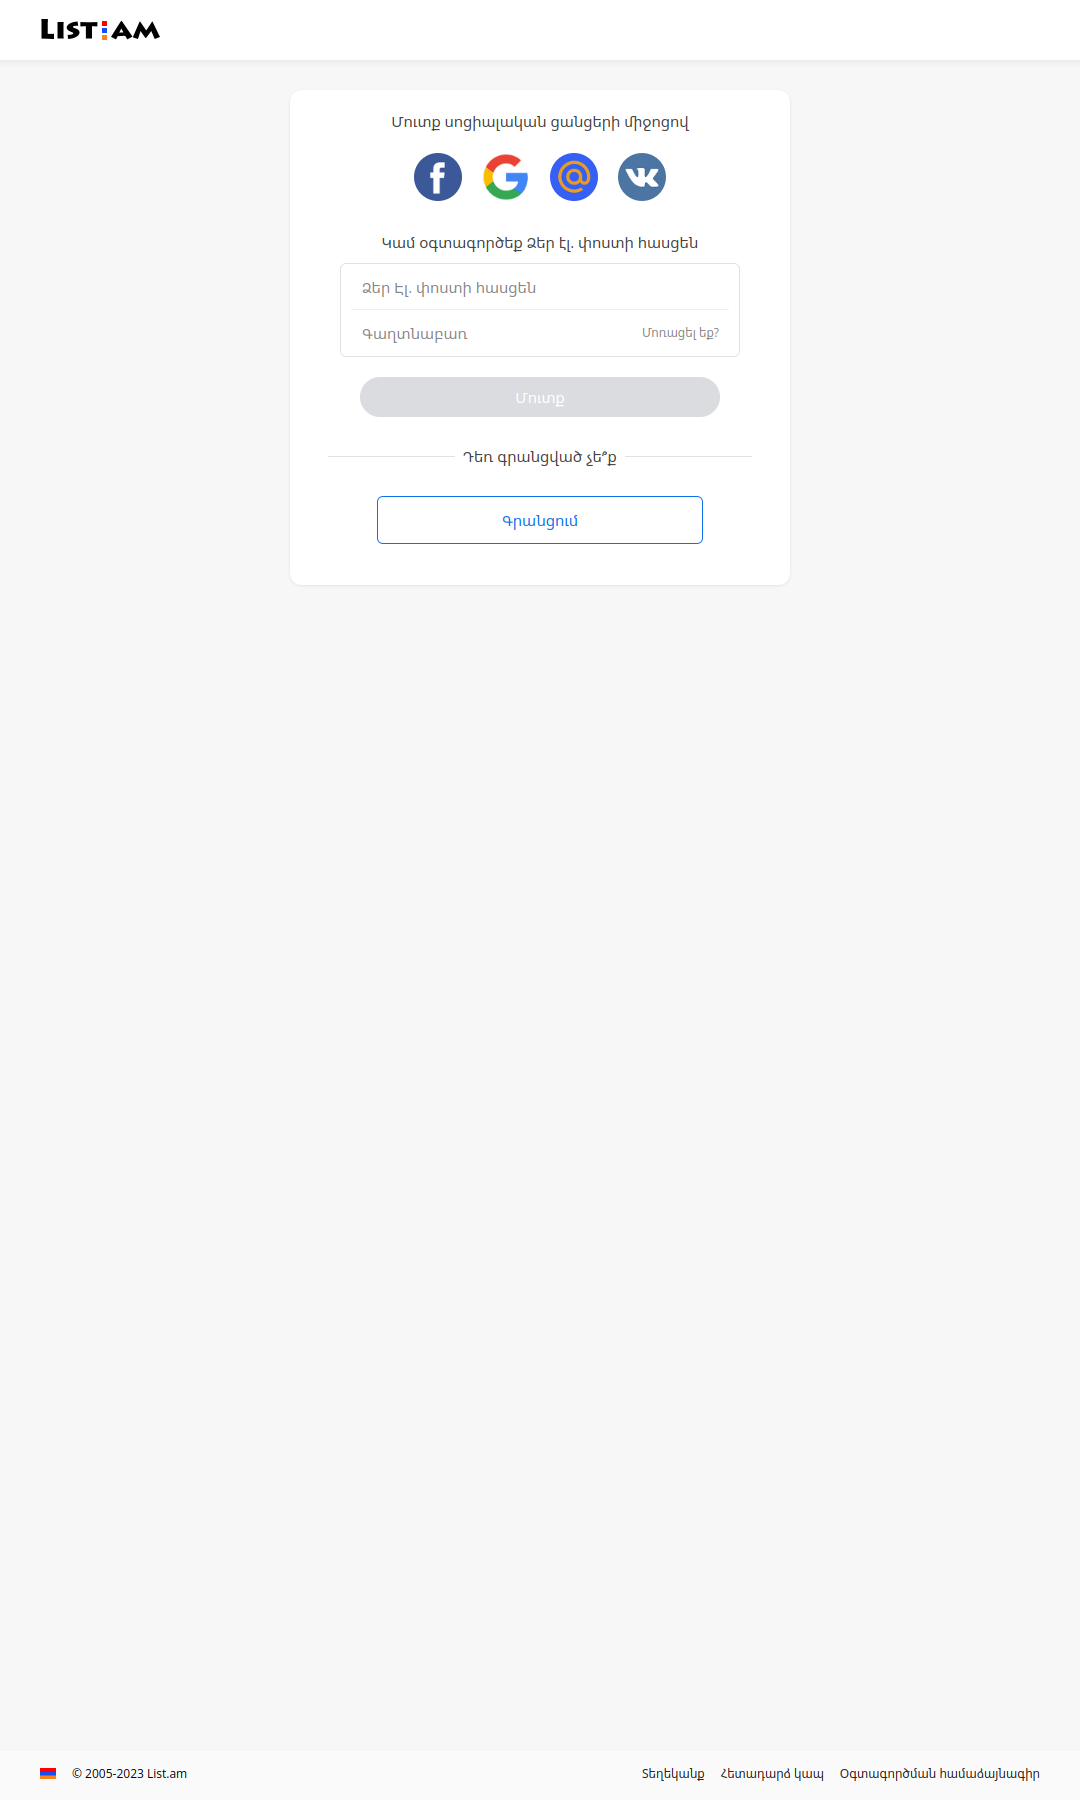 LIST AM
Մուտք սոցիալական ցանցերի միջոցով
Կամ օգտագործեք Ձեր էլ. փոստի հասցեն
Ձեր Էլ. փոստի հասցեն
Գաղտնաբառ Մոռացել եք?
Մուտք
Դեռ գրանցված չե՞ք
Գրանցում
© 2005-2023 List.am Տեղեկանք Հետադարձ կապ Օգտագործման համաձայնագիր